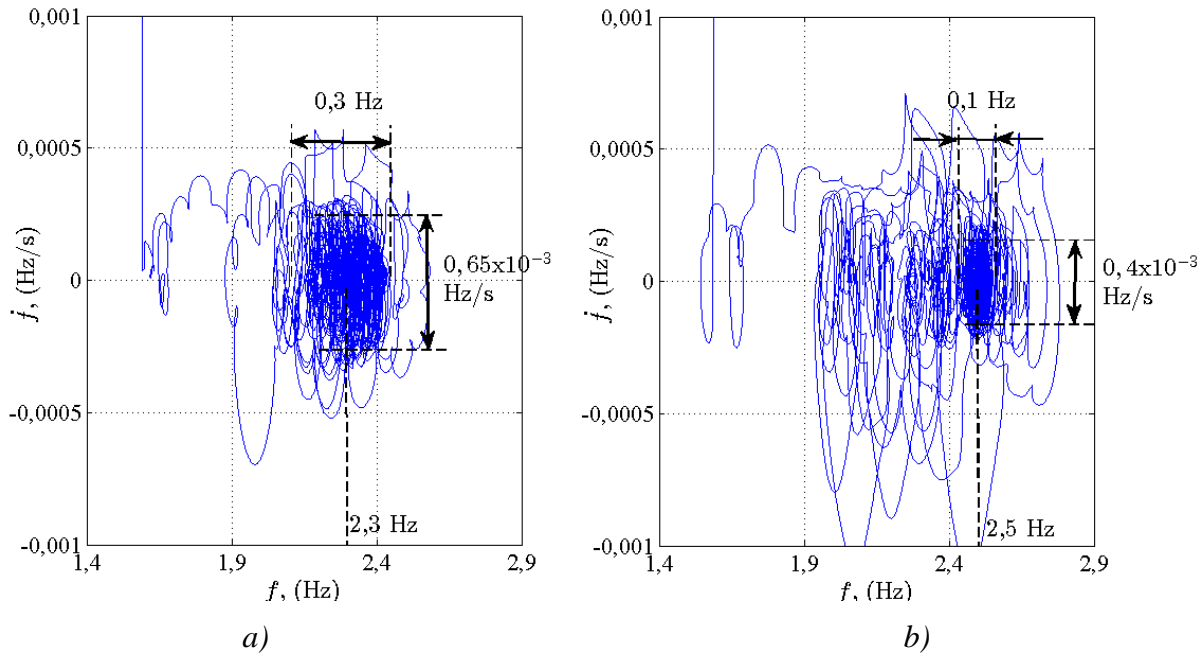 0,001
0,0005
0
-0,0005
-0,001
ḟ, (Hz/s)
0,3 Hz
0,65x10⁻³
Hz/s
2,3 Hz
1,4 1,9 2,4 2,9
f, (Hz)
a)
0,001
0,0005
0
-0,0005
-0,001
ḟ, (Hz/s)
0,1 Hz
0,4x10⁻³
Hz/s
2,5 Hz
1,4 1,9 2,4 2,9
f, (Hz)
b)